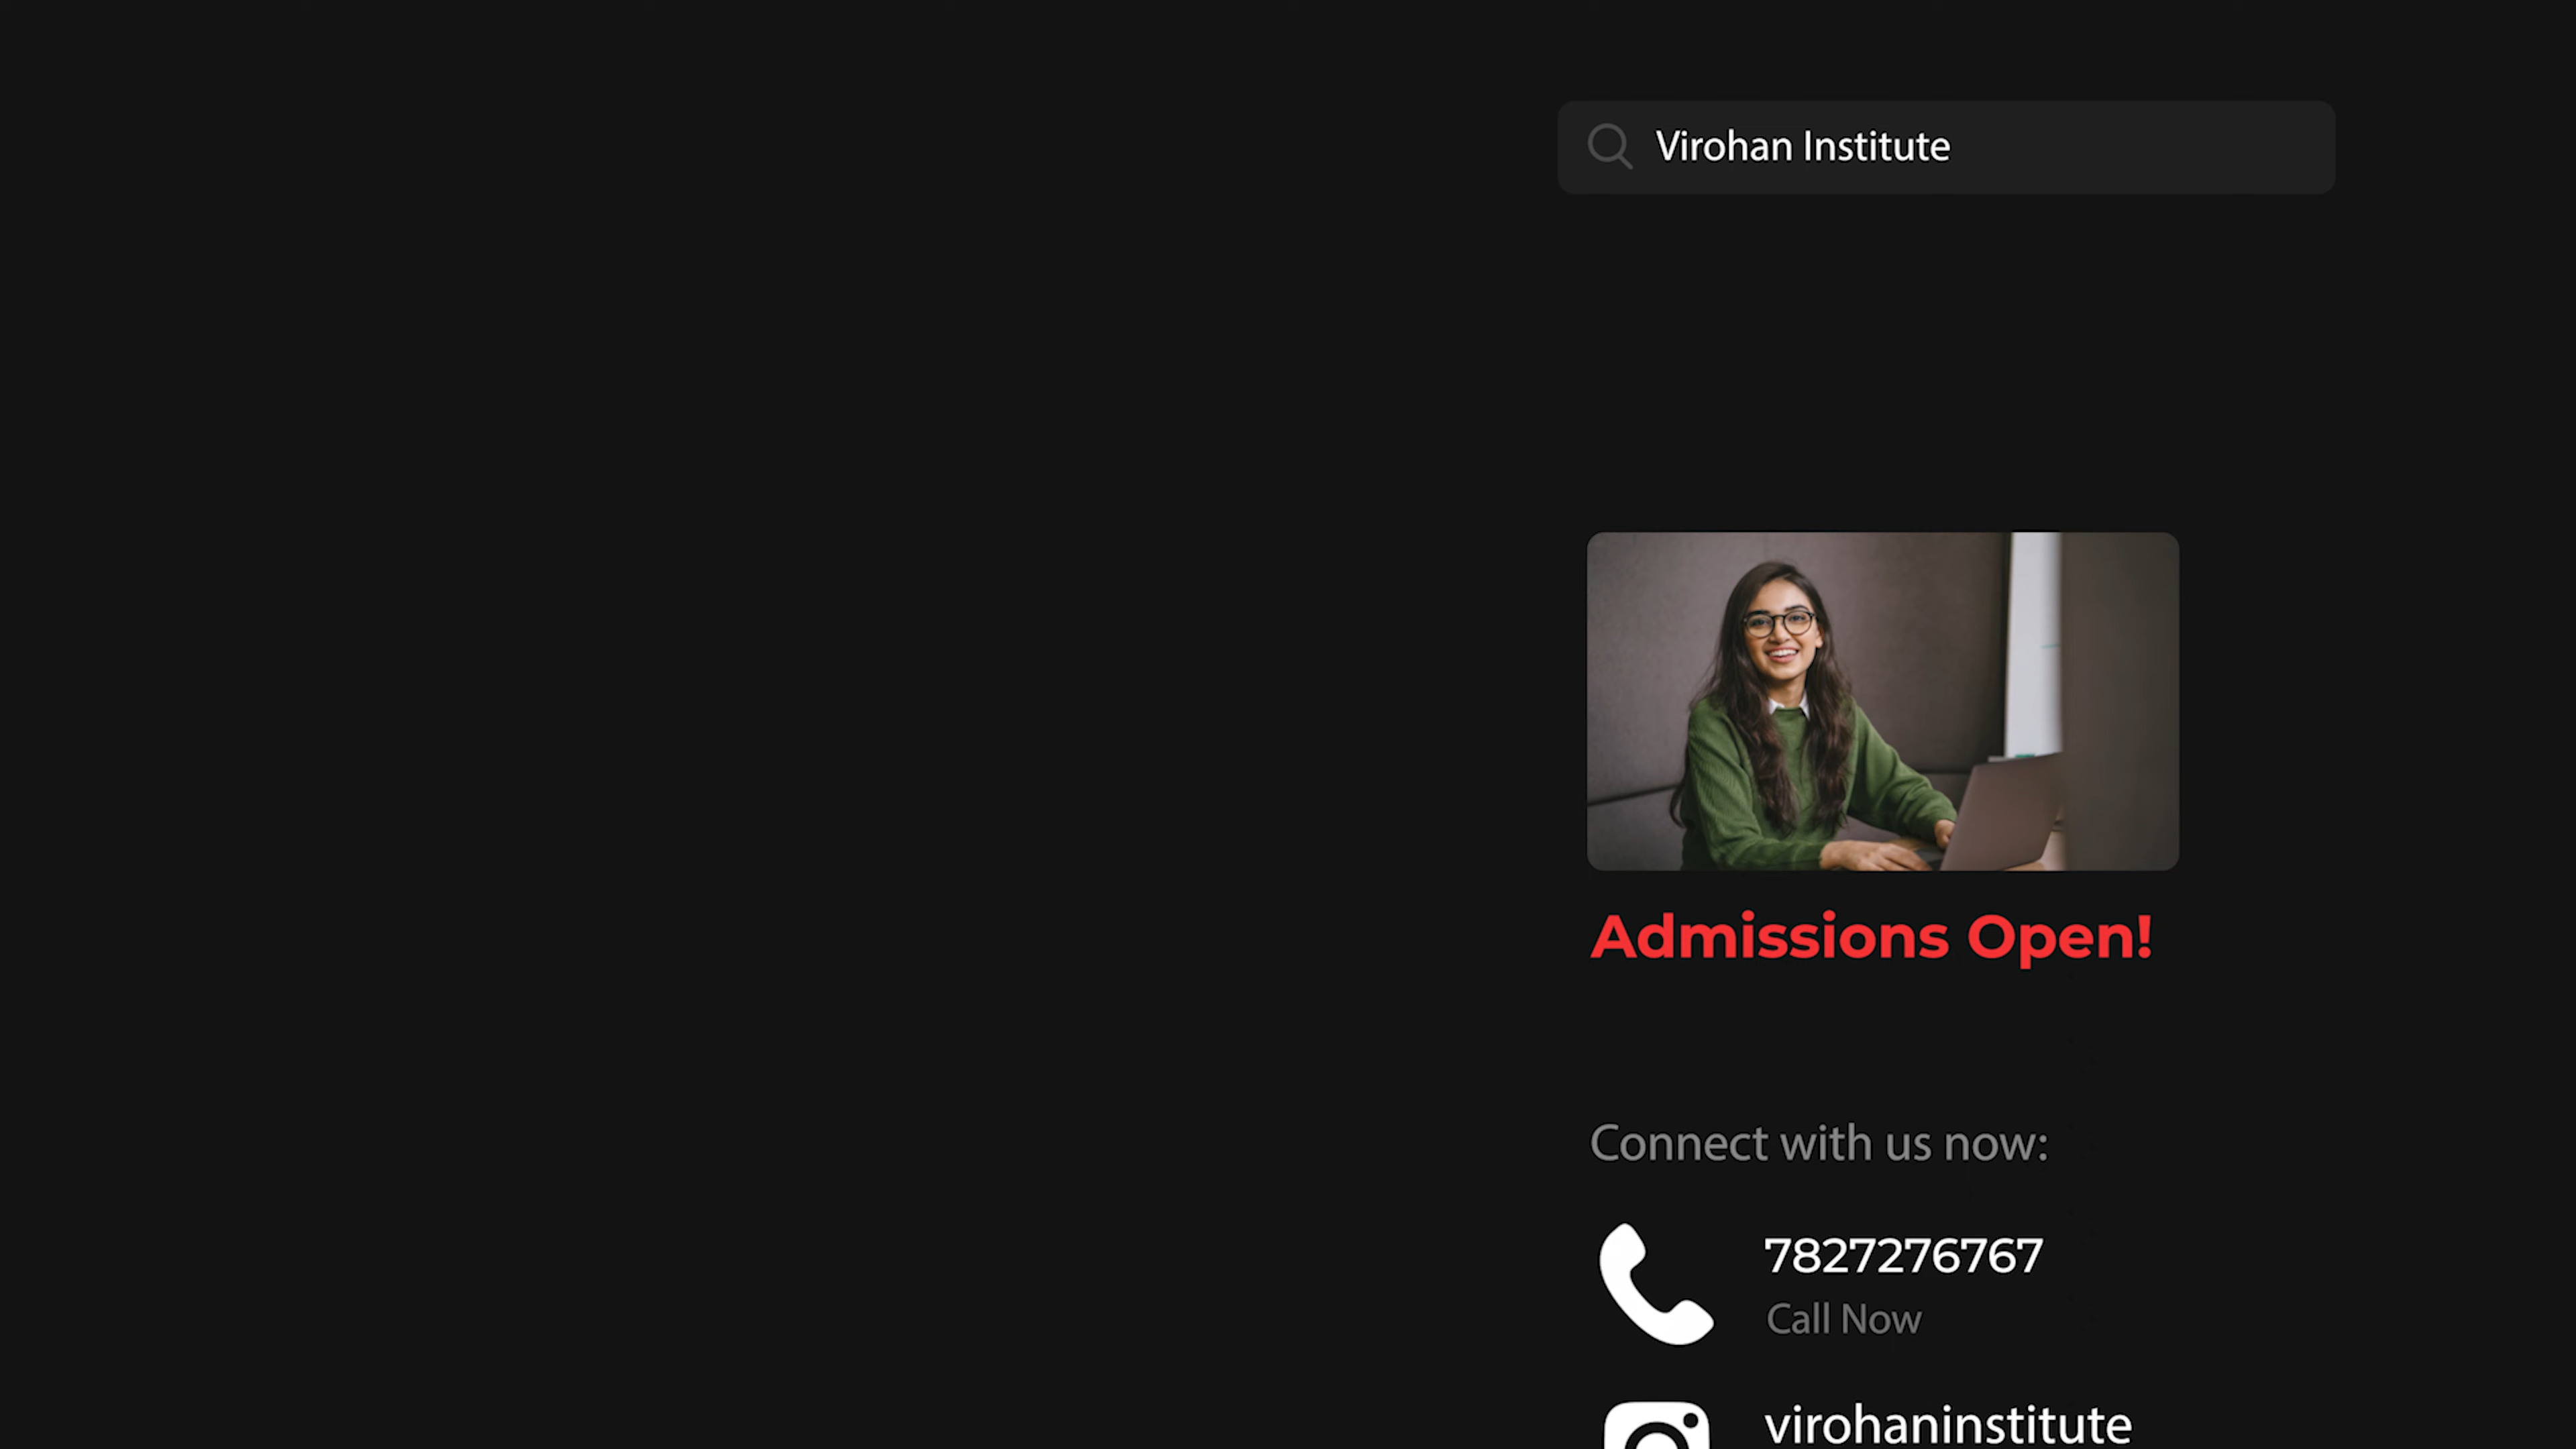 Virohan Institute
Admissions Open!
Connect with us now:
7827276767
Call Now
virohaninstitute